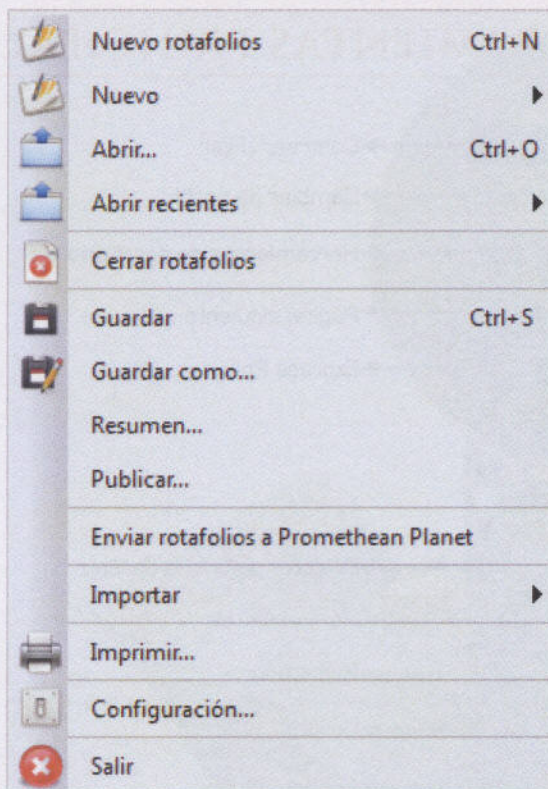 Nuevo rotafolios Ctrl+N
Nuevo
Abrir... Ctrl+O
Abrir recientes
Cerrar rotafolios
Guardar Ctrl+S
Guardar como...
Resumen...
Publicar...
Enviar rotafolios a Promethean Planet
Importar
Imprimir...
Configuración...
Salir